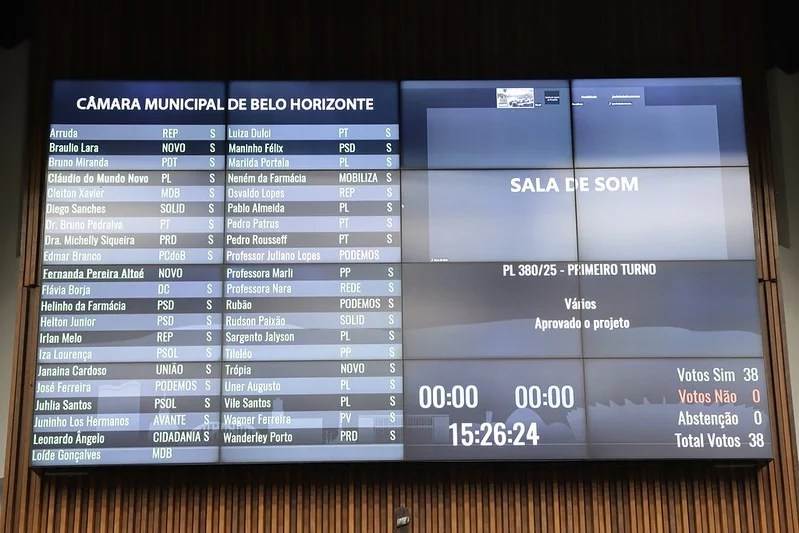 CÂMARA MUNICIPAL DE BELO HORIZONTE
Arruda REP S
Braulio Lara NOVO S
Bruno Miranda PDT S
Cláudio do Mundo Novo PL S
Cleiton Xavier MDB S
Diego Sanches SOLID S
Dr. Bruno Pedralva PT S
Dra. Michelly Siqueira PRD S
Edmar Branco PCdoB S
Fernanda Pereira Altoé NOVO
Flávia Borja DC S
Helinho da Farmácia PSD S
Helton Junior PSD S
Irlan Melo REP S
Iza Lourença PSOL S
Janaina Cardoso UNIÃO S
José Ferreira PODEMOS S
Juhlia Santos PSOL S
Juninho Los Hermanos AVANTE S
Leonardo Ângelo CIDADANIA S
Loíde Gonçalves MDB
Luiza Dulci PT S
Maninho Félix PSD S
Marilda Portela PL S
Neném da Farmácia MOBILIZA S
Osvaldo Lopes REP S
Pablo Almeida PL S
Pedro Patrus PT S
Pedro Rousseff PT S
Professor Juliano Lopes PODEMOS
Professora Marli PP S
Professora Nara REDE S
Rubão PODEMOS S
Rudson Paixão SOLID S
Sargento Jalyson PL S
Tileléo PP S
Trópia NOVO S
Uner Augusto PL S
Vile Santos PL S
Wagner Ferreira PV S
Wanderley Porto PRD S
SALA DE SOM
PL 380/25 - PRIMEIRO TURNO
Vários
Aprovado o projeto
00:00 00:00
15:26:24
Votos Sim 38
Votos Não 0
Abstenção 0
Total Votos 38